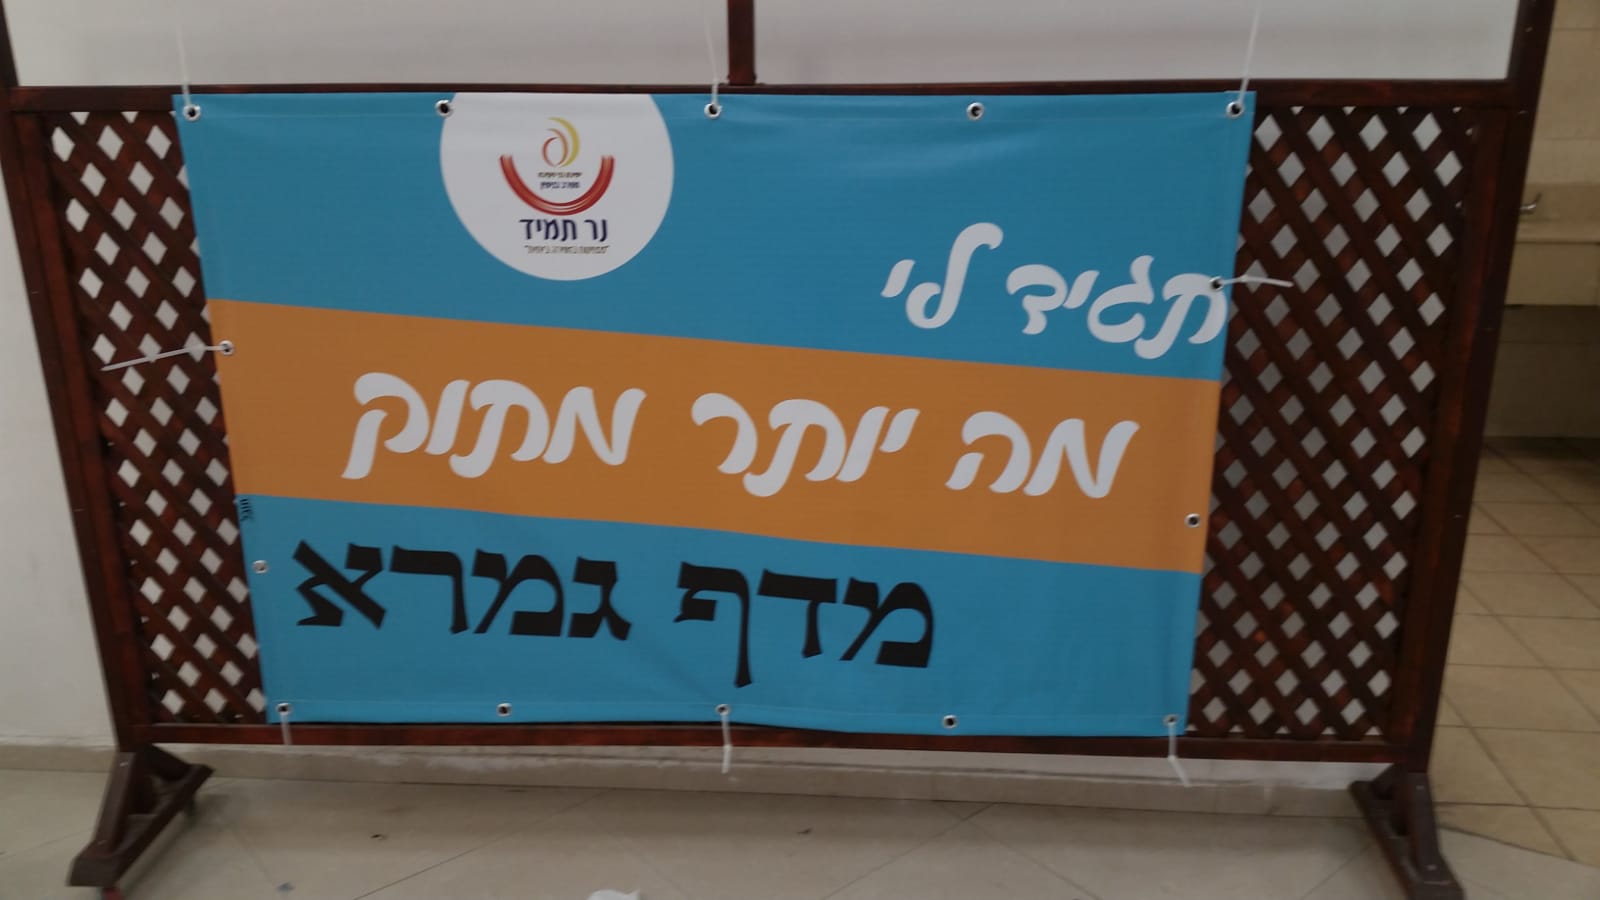 נר תמיד
תגיד לי
מה יותר מתוק
מדף גמרא